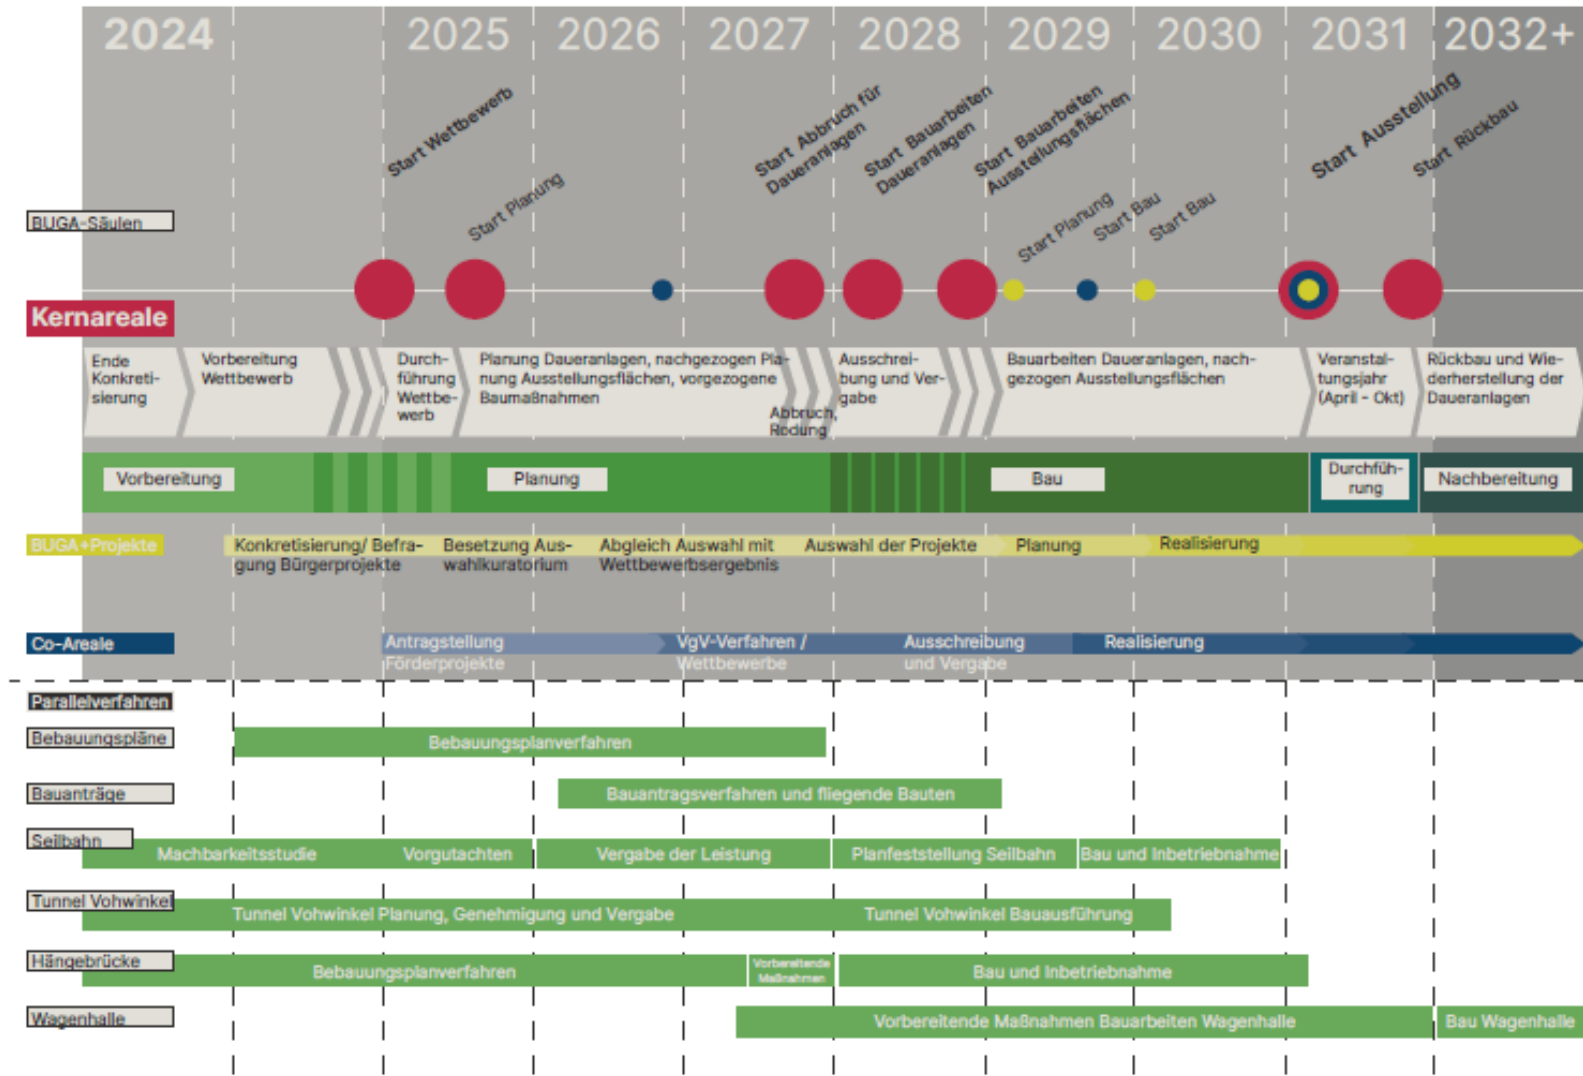 2024
2025
2026
2027
2028
2029
2030
2031
2032+
Start Wettbewerb
Start Planung
Start Abbruch für
Daueranlagen
Start Bauarbeiten
Daueranlagen
Start Bauarbeiten
Ausstellungsflächen
Start Planung
Start Bau
Start Bau
Start Ausstellung
Start Rückbau
BUGA-Säulen
Kernareale
Ende
Konkreti-
sierung
Vorbereitung
Wettbewerb
Durch-
führung
Wettbe-
werb
Planung Daueranlagen, nachgezogen Pla-
nung Ausstellungsflächen, vorgezogene
Baumaßnahmen
Abbruch,
Rodung
Ausschrei-
bung und Ver-
gabe
Bauarbeiten Daueranlagen, nach-
gezogen Ausstellungsflächen
Veranstal-
tungsjahr
(April - Okt)
Rückbau und Wie-
derherstellung der
Daueranlagen
Vorbereitung
Planung
Bau
Durchfüh-
rung
Nachbereitung
BUGA+Projekte
Konkretisierung/ Befra-
gung Bürgerprojekte
Besetzung Aus-
wahlkuratorium
Abgleich Auswahl mit
Wettbewerbsergebnis
Auswahl der Projekte
Planung
Realisierung
Co-Areale
Antragstellung
Förderprojekte
VgV-Verfahren /
Wettbewerbe
Ausschreibung
und Vergabe
Realisierung
Parallelverfahren
Bebauungspläne
Bebauungsplanverfahren
Bauanträge
Bauantragsverfahren und fliegende Bauten
Seilbahn
Machbarkeitsstudie
Vorgutachten
Vergabe der Leistung
Planfeststellung Seilbahn
Bau und Inbetriebnahme
Tunnel Vohwinkel
Tunnel Vohwinkel Planung, Genehmigung und Vergabe
Tunnel Vohwinkel Bauausführung
Hängebrücke
Bebauungsplanverfahren
Vorbereitende
Maßnahmen
Bau und Inbetriebnahme
Wagenhalle
Vorbereitende Maßnahmen Bauarbeiten Wagenhalle
Bau Wagenhalle